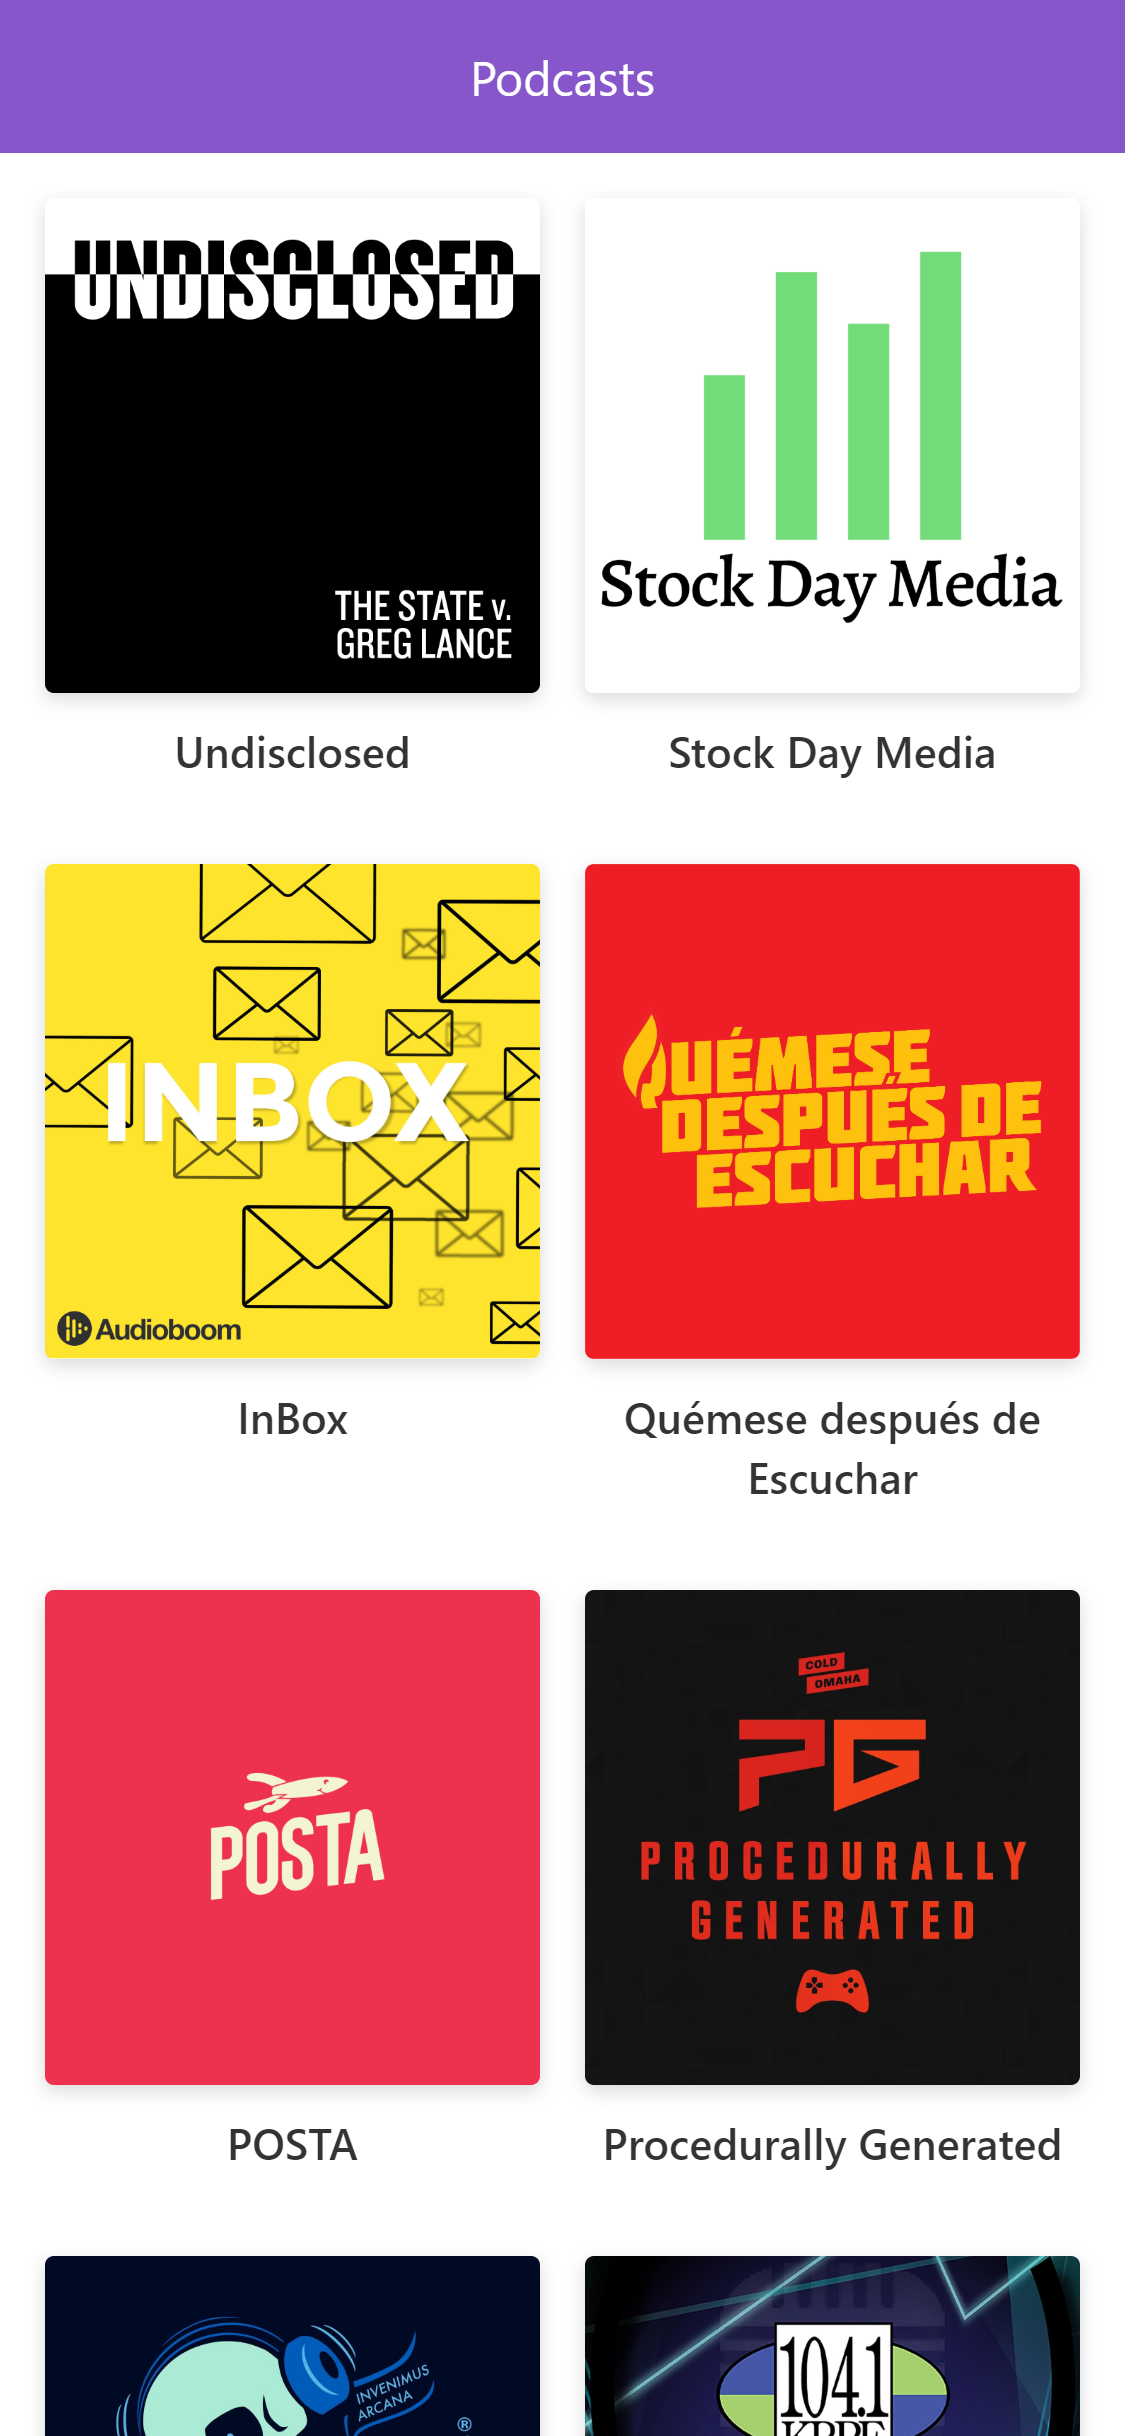 Podcasts
UNDISCLOSED
THE STATE v.
GREG LANCE
Undisclosed
Stock Day Media
Stock Day Media
INBOX
Audioboom
InBox
QUÉMESE
DESPUÉS DE
ESCUCHAR
Quémese después de
Escuchar
POSTA
POSTA
COLD
OMAHA
PG
PROCEDURALLY
GENERATED
Procedurally Generated
INVENIMUS
ARCANA
®
104.1